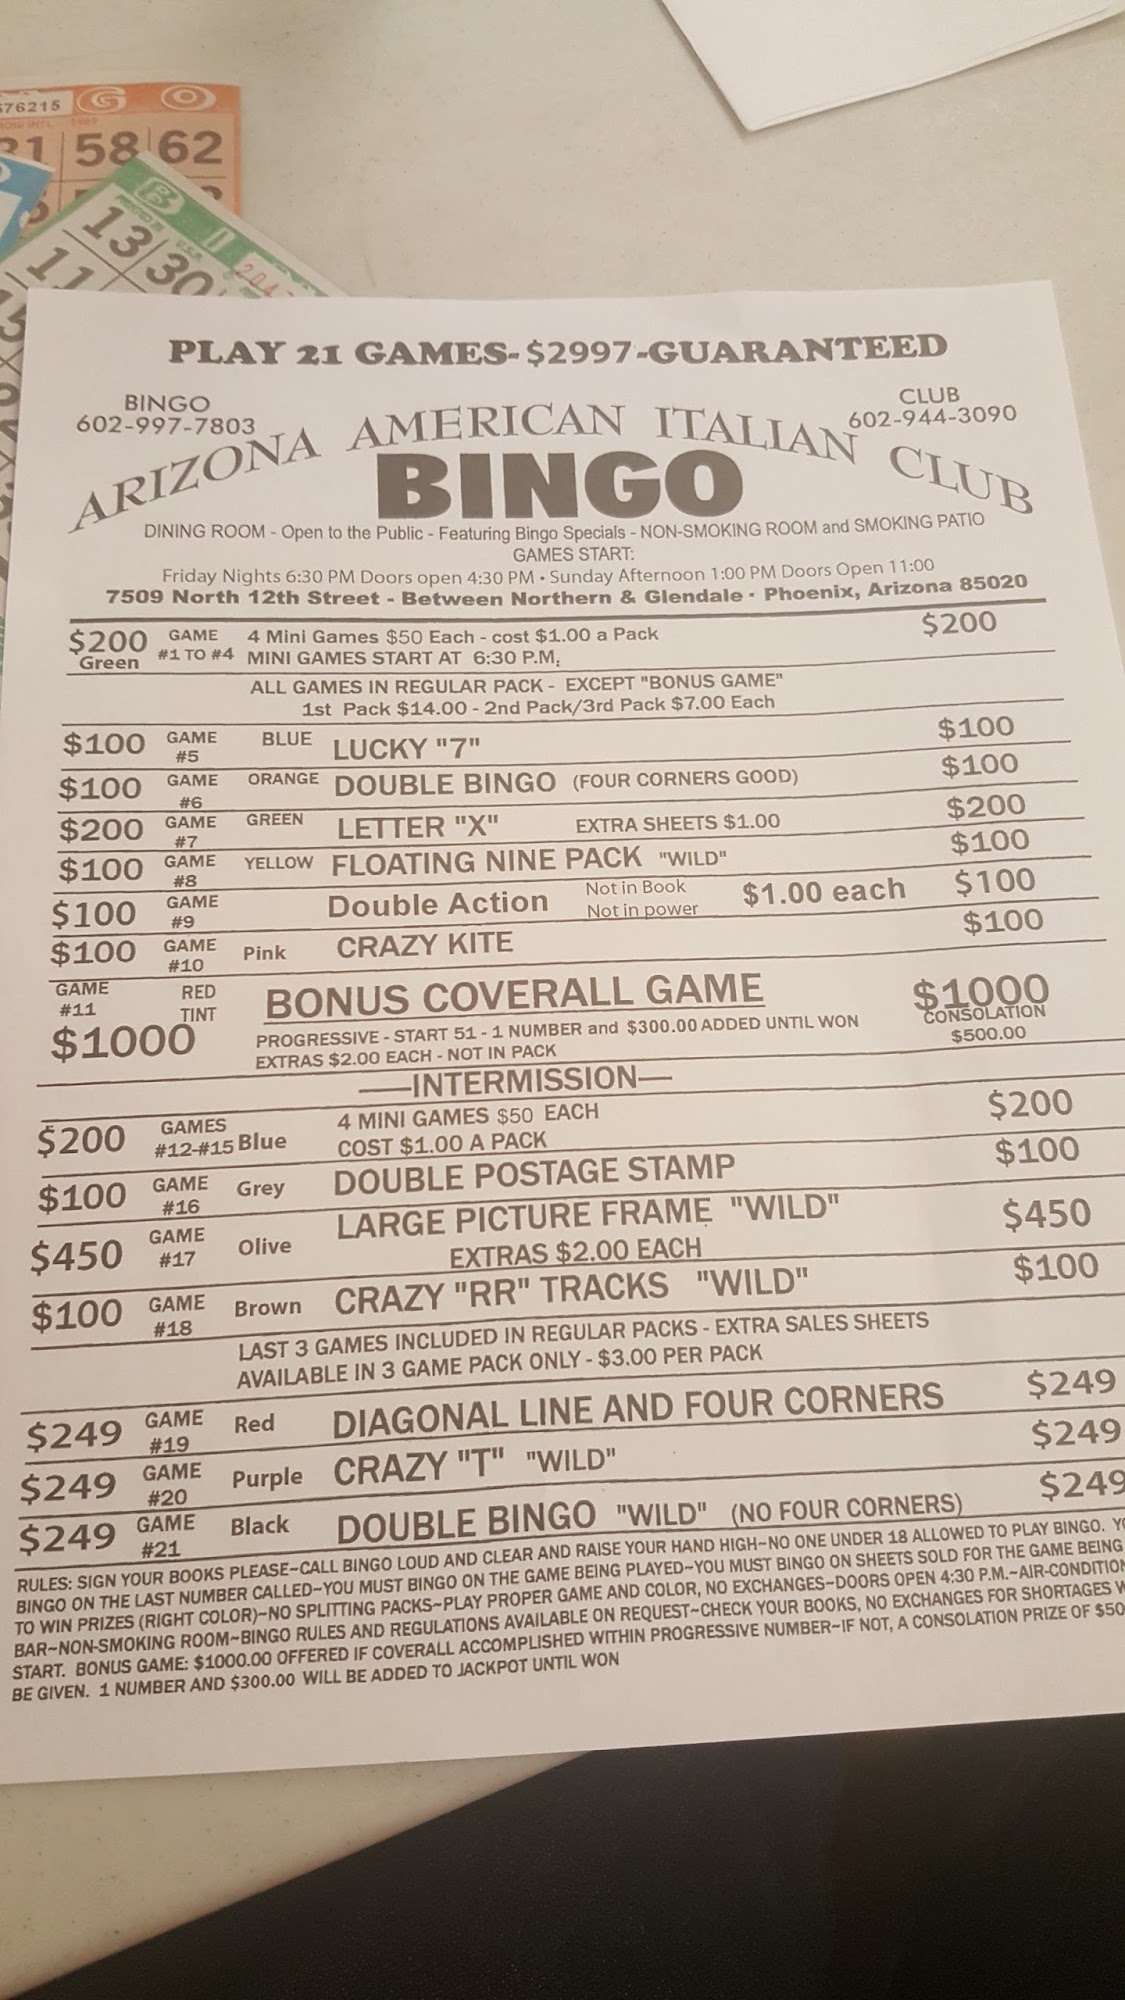 576215 G O
58 62
B I
13 30 204
11
PLAY 21 GAMES-$2997-GUARANTEED
BINGO
602-997-7803
CLUB
602-944-3090
ARIZONA AMERICAN ITALIAN CLUB
BINGO
DINING ROOM - Open to the Public - Featuring Bingo Specials - NON-SMOKING ROOM and SMOKING PATIO
GAMES START:
Friday Nights 6:30 PM Doors open 4:30 PM • Sunday Afternoon 1:00 PM Doors Open 11:00
7509 North 12th Street - Between Northern & Glendale • Phoenix, Arizona 85020
$200 GAME 4 Mini Games $50 Each - cost $1.00 a Pack $200
Green #1 TO #4 MINI GAMES START AT 6:30 P.M.
ALL GAMES IN REGULAR PACK - EXCEPT "BONUS GAME"
1st Pack $14.00 - 2nd Pack/3rd Pack $7.00 Each
$100 GAME #5 BLUE LUCKY "7" $100
$100 GAME #6 ORANGE DOUBLE BINGO (FOUR CORNERS GOOD) $100
$200 GAME #7 GREEN LETTER "X" EXTRA SHEETS $1.00 $200
$100 GAME #8 YELLOW FLOATING NINE PACK "WILD" $100
$100 GAME #9 Double Action Not in Book Not in power $1.00 each $100
$100 GAME #10 Pink CRAZY KITE $100
GAME #11 RED TINT BONUS COVERALL GAME $1000
$1000 PROGRESSIVE - START 51 - 1 NUMBER and $300.00 ADDED UNTIL WON CONSOLATION
EXTRAS $2.00 EACH - NOT IN PACK $500.00
INTERMISSION
$200 GAMES #12-#15 Blue 4 MINI GAMES $50 EACH $200
COST $1.00 A PACK
$100 GAME #16 Grey DOUBLE POSTAGE STAMP $100
$450 GAME #17 Olive LARGE PICTURE FRAME "WILD" $450
EXTRAS $2.00 EACH
$100 GAME #18 Brown CRAZY "RR" TRACKS "WILD" $100
LAST 3 GAMES INCLUDED IN REGULAR PACKS - EXTRA SALES SHEETS
AVAILABLE IN 3 GAME PACK ONLY - $3.00 PER PACK
$249 GAME #19 Red DIAGONAL LINE AND FOUR CORNERS $249
$249 GAME #20 Purple CRAZY "T" "WILD" $249
$249 GAME #21 Black DOUBLE BINGO "WILD" (NO FOUR CORNERS) $249
RULES: SIGN YOUR BOOKS PLEASE~CALL BINGO LOUD AND CLEAR AND RAISE YOUR HAND HIGH~NO ONE UNDER 18 ALLOWED TO PLAY BINGO.
BINGO ON THE LAST NUMBER CALLED~YOU MUST BINGO ON THE GAME BEING PLAYED~YOU MUST BINGO ON SHEETS SOLD FOR THE GAME BEING
TO WIN PRIZES (RIGHT COLOR)~NO SPLITTING PACKS~PLAY PROPER GAME AND COLOR, NO EXCHANGES~DOORS OPEN 4:30 P.M.~AIR-CONDITION
BAR~NON-SMOKING ROOM~BINGO RULES AND REGULATIONS AVAILABLE ON REQUEST~CHECK YOUR BOOKS, NO EXCHANGES FOR SHORTAGES
START. BONUS GAME: $1000.00 OFFERED IF COVERALL ACCOMPLISHED WITHIN PROGRESSIVE NUMBER~IF NOT, A CONSOLATION PRIZE OF $50
BE GIVEN. 1 NUMBER AND $300.00 WILL BE ADDED TO JACKPOT UNTIL WON